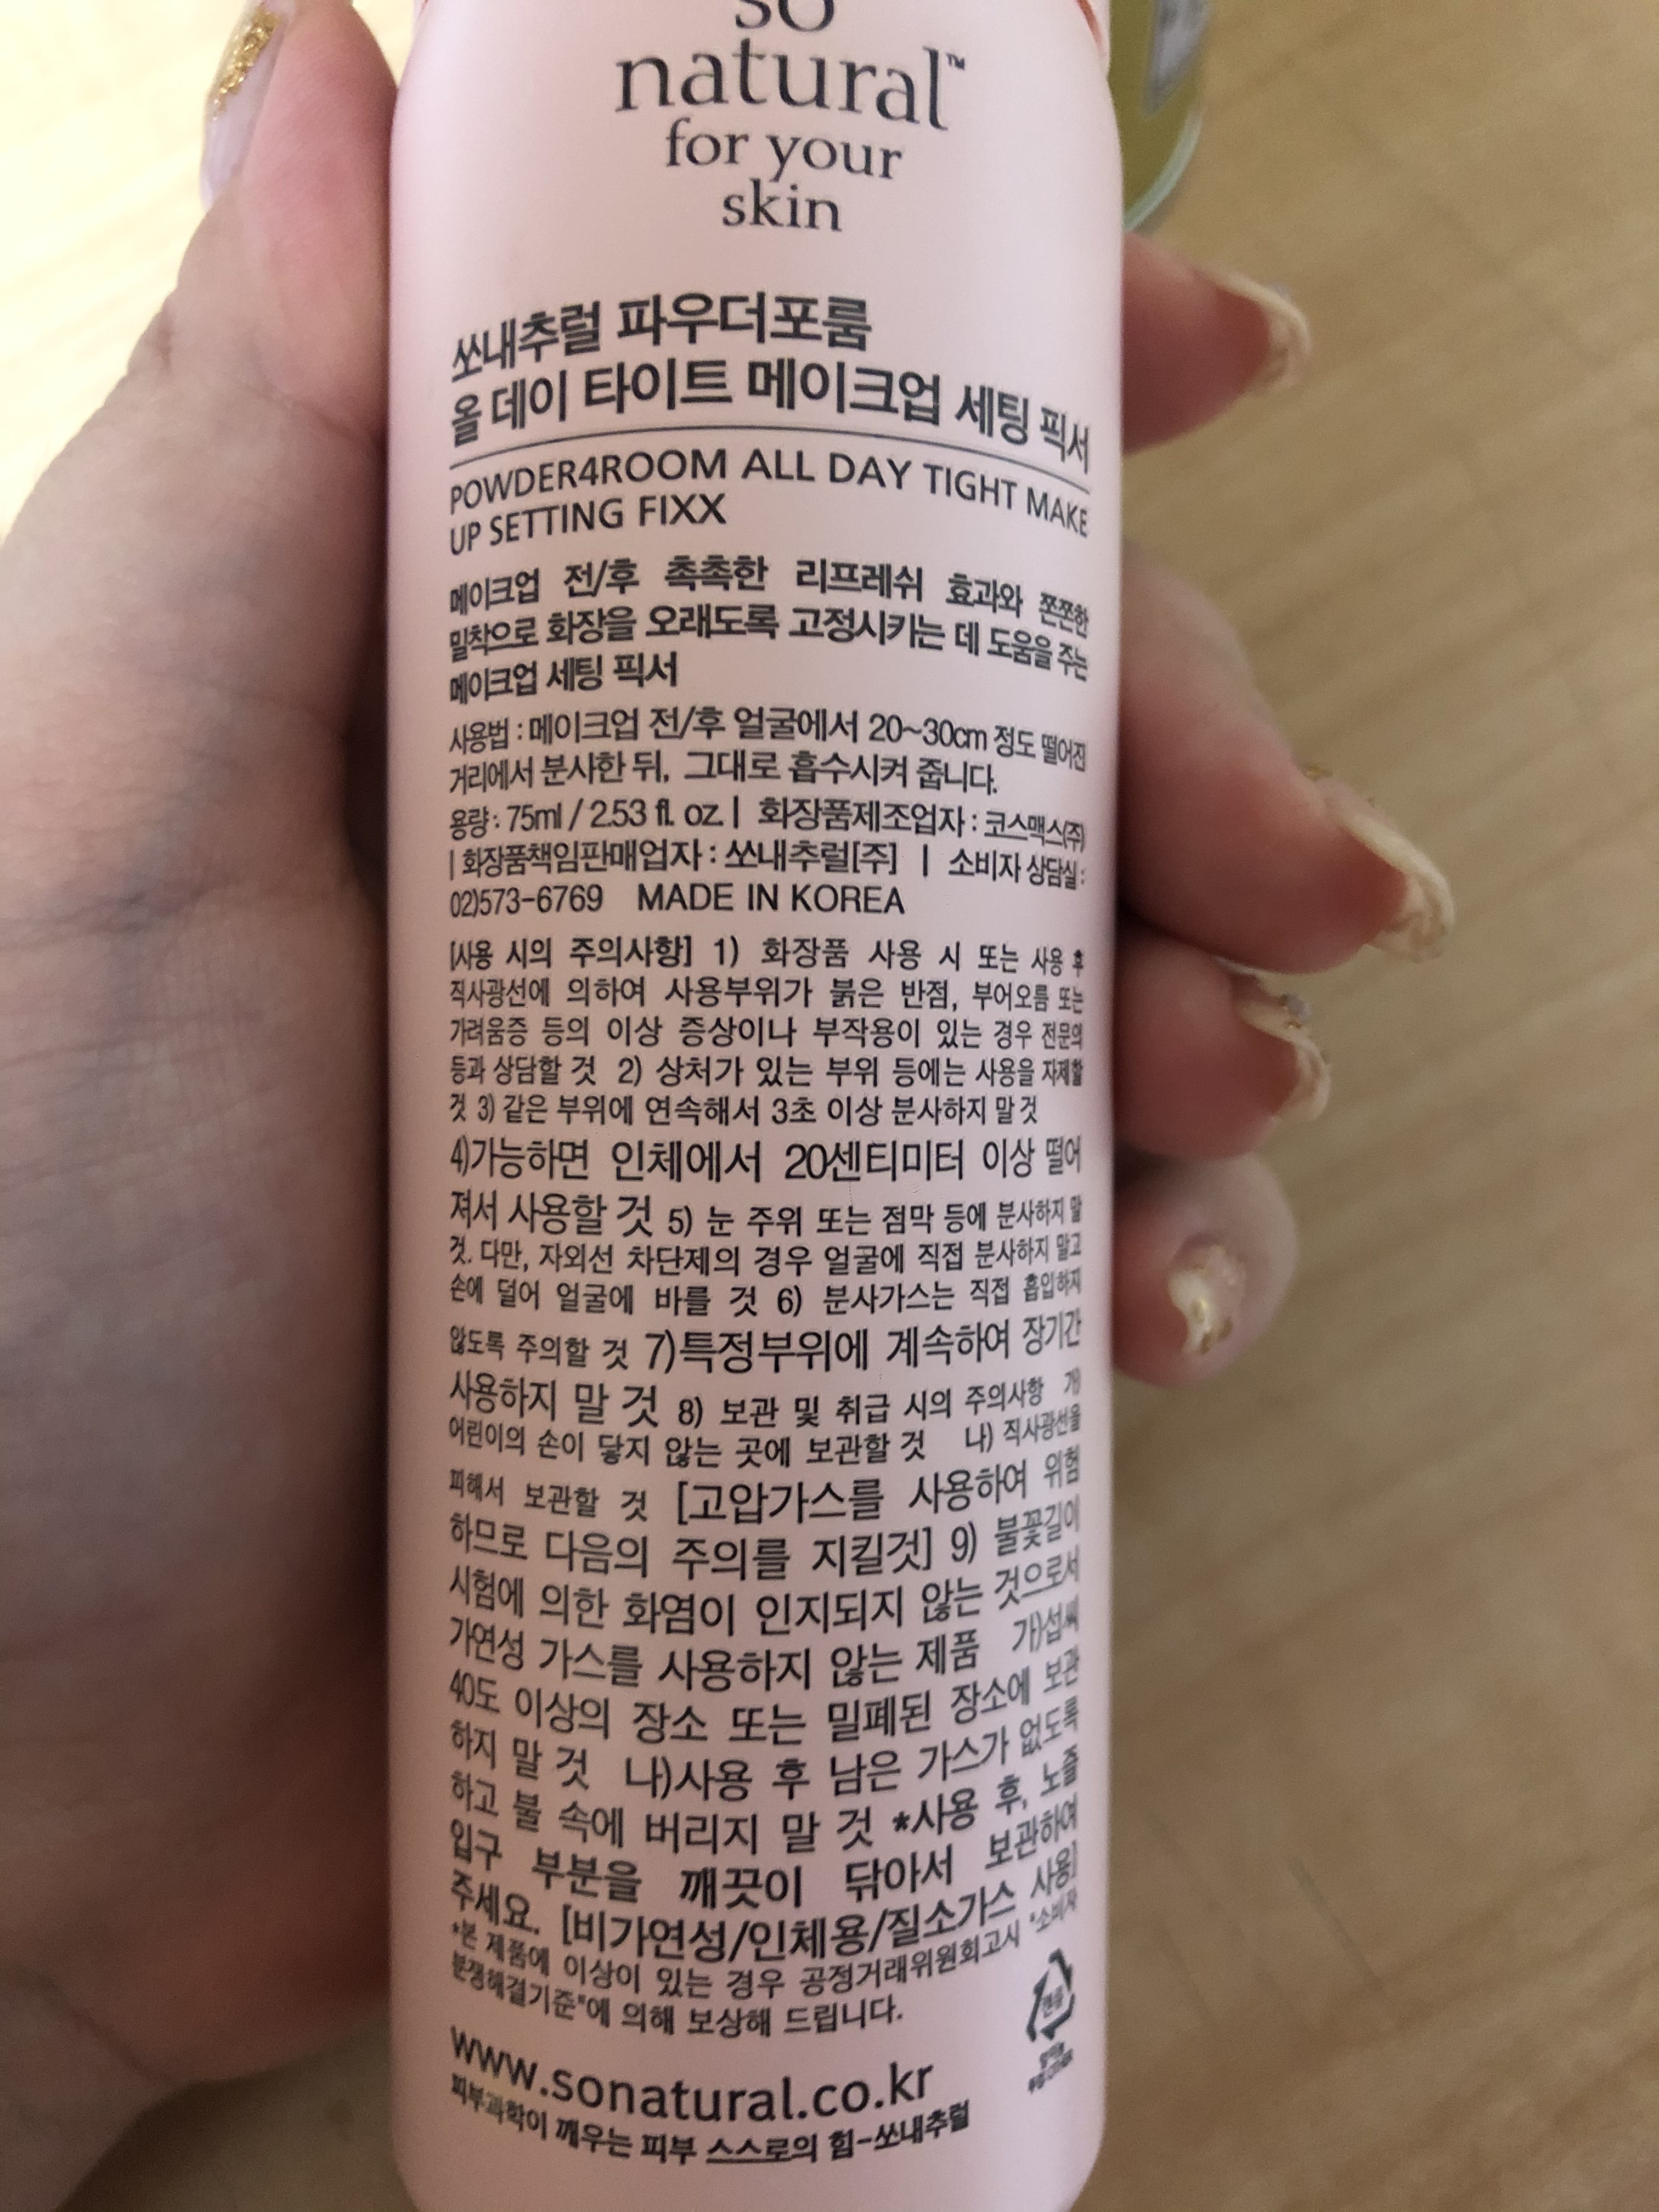 so
natural™
for your
skin
쏘내추럴 파우더포룸
올 데이 타이트 메이크업 세팅 픽서
POWDER4ROOM ALL DAY TIGHT MAKE
UP SETTING FIXX
메이크업 전/후 촉촉한 리프레쉬 효과와 쫀쫀한
밀착으로 화장을 오래도록 고정시키는 데 도움을 주는
메이크업 세팅 픽서
사용법 : 메이크업 전/후 얼굴에서 20~30cm 정도 떨어진
거리에서 분사한 뒤, 그대로 흡수시켜 줍니다.
용량 : 75ml / 2.53 fl. oz. | 화장품제조업자 : 코스맥스(주)
| 화장품책임판매업자 : 쏘내추럴[주] | 소비자 상담실 :
02)573-6769 MADE IN KOREA
[사용 시의 주의사항] 1) 화장품 사용 시 또는 사용 후
직사광선에 의하여 사용부위가 붉은 반점, 부어오름 또는
가려움증 등의 이상 증상이나 부작용이 있는 경우 전문의
등과 상담할 것 2) 상처가 있는 부위 등에는 사용을 자제할
것 3) 같은 부위에 연속해서 3초 이상 분사하지 말 것
4)가능하면 인체에서 20센티미터 이상 떨어
져서 사용할 것 5) 눈 주위 또는 점막 등에 분사하지 말
것. 다만, 자외선 차단제의 경우 얼굴에 직접 분사하지 말고
손에 덜어 얼굴에 바를 것 6) 분사가스는 직접 흡입하지
않도록 주의할 것 7)특정부위에 계속하여 장기간
사용하지 말 것 8) 보관 및 취급 시의 주의사항 가)
어린이의 손이 닿지 않는 곳에 보관할 것 나) 직사광선을
피해서 보관할 것 [고압가스를 사용하여 위험
하므로 다음의 주의를 지킬것] 9) 불꽃길이
시험에 의한 화염이 인지되지 않는 것으로서
가연성 가스를 사용하지 않는 제품 가)섭씨
40도 이상의 장소 또는 밀폐된 장소에 보관
하지 말 것 나)사용 후 남은 가스가 없도록
하고 불 속에 버리지 말 것 *사용 후, 노즐
입구 부분을 깨끗이 닦아서 보관하여
주세요. [비가연성/인체용/질소가스 사용]
*본 제품에 이상이 있는 경우 공정거래위원회고시 "소비자
분쟁해결기준"에 의해 보상해 드립니다.
www.sonatural.co.kr
피부과학이 깨우는 피부 스스로의 힘-쏘내추럴